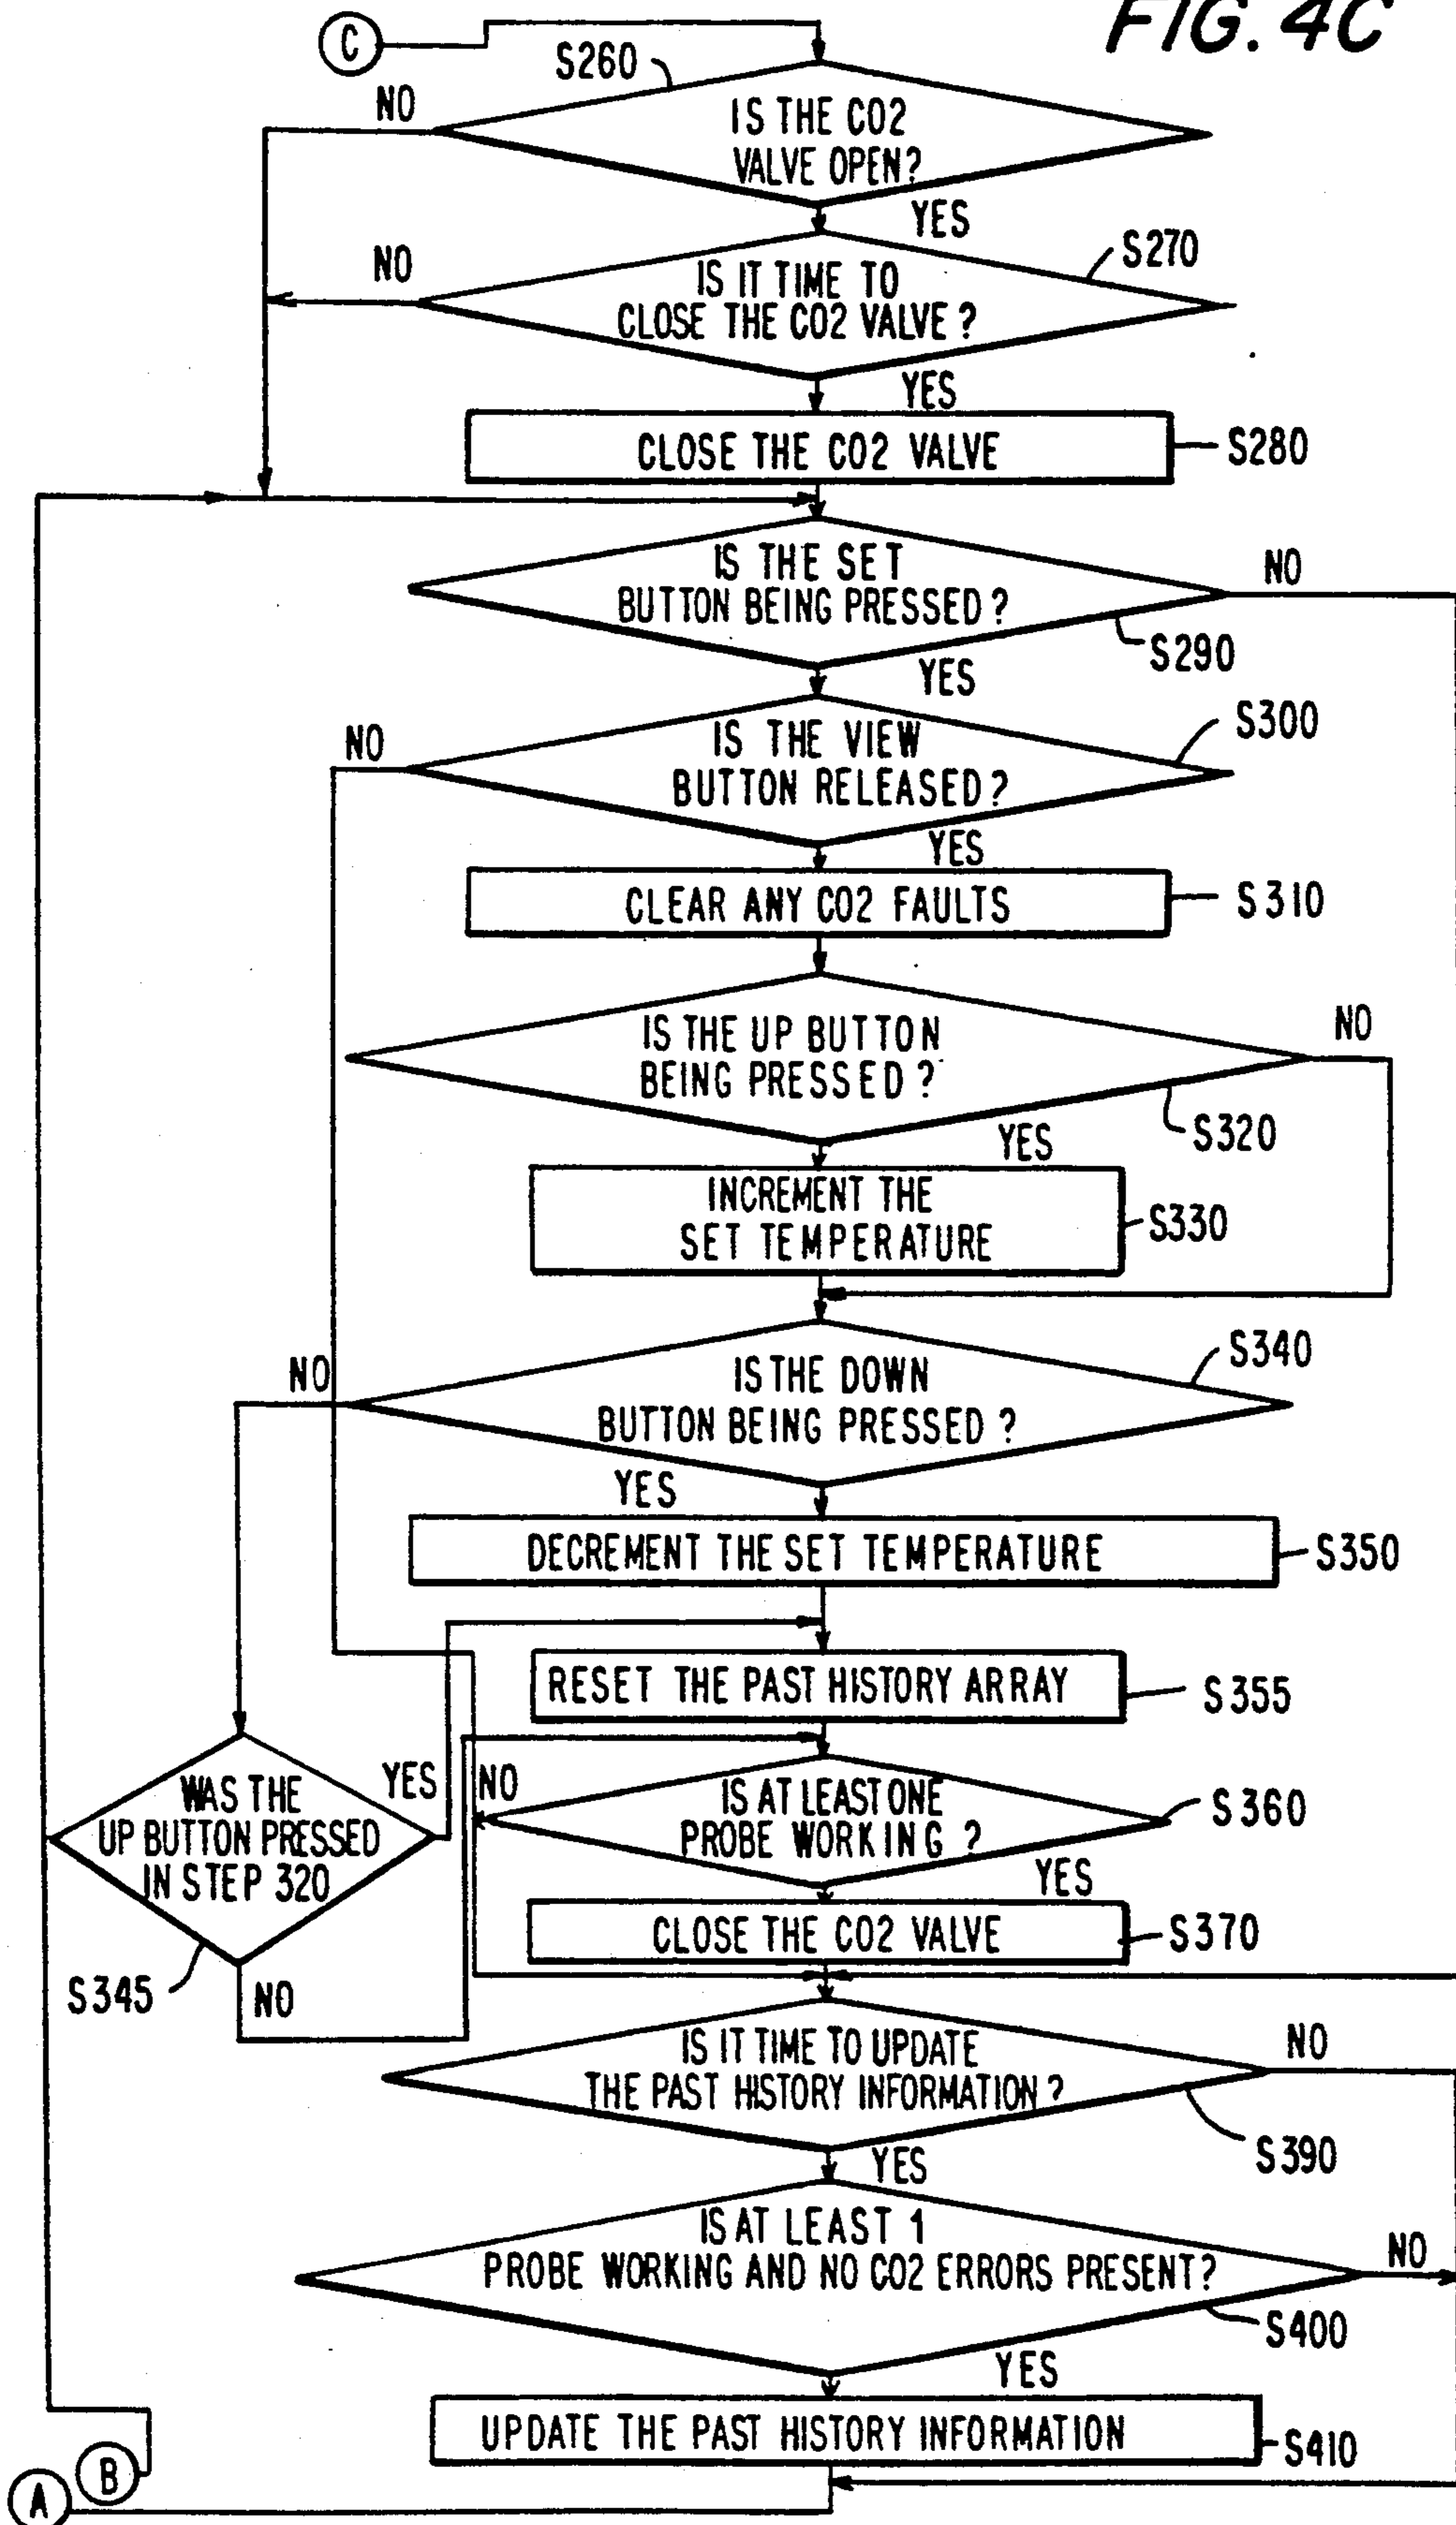 FIG. 4C
C
S260
NO
IS THE CO2
VALVE OPEN?
YES
S270
NO
IS IT TIME TO
CLOSE THE CO2 VALVE ?
YES
CLOSE THE CO2 VALVE
S280
IS THE SET
BUTTON BEING PRESSED ?
NO
S290
YES
S300
NO
IS THE VIEW
BUTTON RELEASED ?
YES
CLEAR ANY CO2 FAULTS
S310
IS THE UP BUTTON
BEING PRESSED ?
NO
S320
YES
INCREMENT THE
SET TEMPERATURE
S330
S340
NO
IS THE DOWN
BUTTON BEING PRESSED ?
YES
DECREMENT THE SET TEMPERATURE
S350
RESET THE PAST HISTORY ARRAY
S355
WAS THE
UP BUTTON PRESSED
IN STEP 320
YES
NO
IS AT LEAST ONE
PROBE WORKING ?
S360
YES
CLOSE THE CO2 VALVE
S370
S345
NO
IS IT TIME TO UPDATE
THE PAST HISTORY INFORMATION ?
NO
S390
YES
IS AT LEAST 1
PROBE WORKING AND NO CO2 ERRORS PRESENT?
NO
S400
YES
UPDATE THE PAST HISTORY INFORMATION
S410
B
A